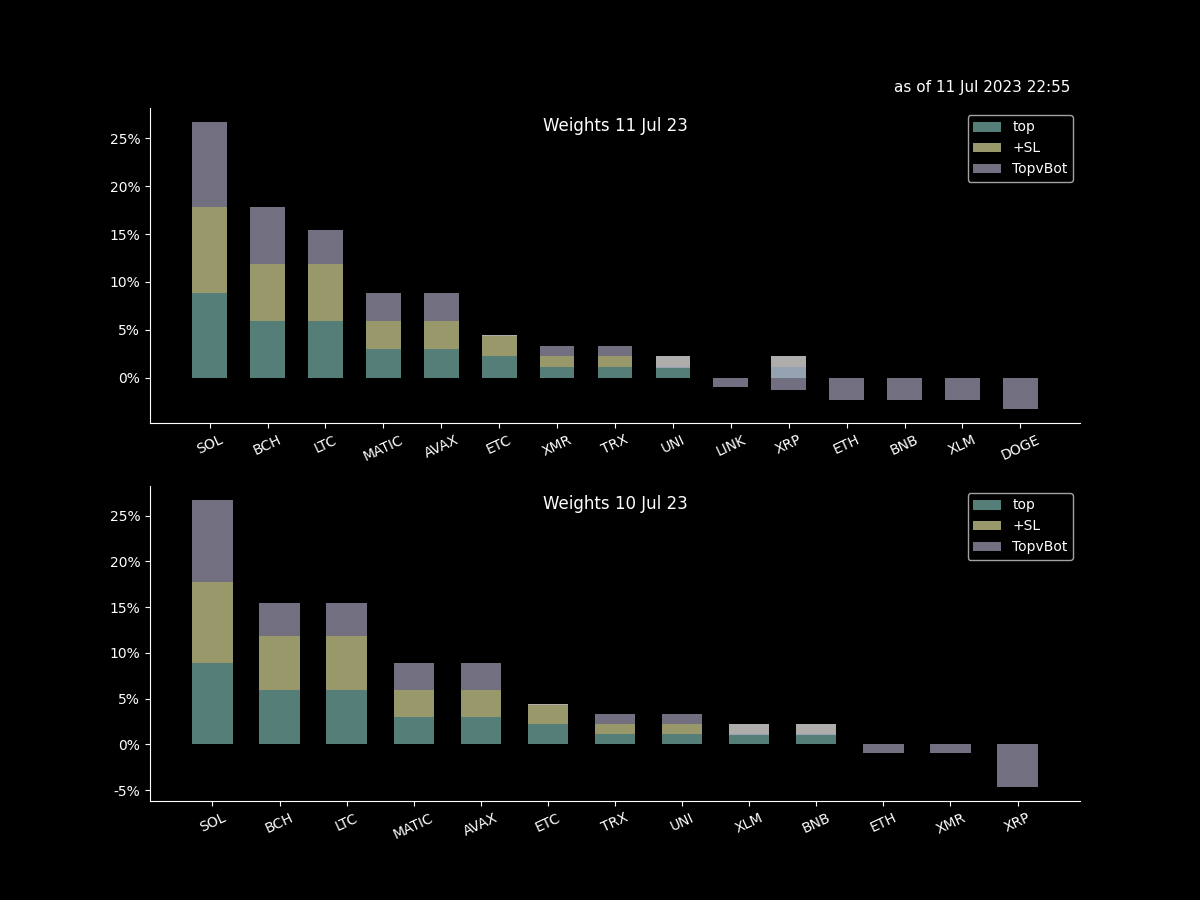 as of 11 Jul 2023 22:55
Weights 11 Jul 23
top
+SL
TopvBot
25%
20%
15%
10%
5%
0%
SOL BCH LTC MATIC AVAX ETC XMR TRX UNI LINK XRP ETH BNB XLM DOGE
Weights 10 Jul 23
top
+SL
TopvBot
25%
20%
15%
10%
5%
0%
-5%
SOL BCH LTC MATIC AVAX ETC TRX UNI XLM BNB ETH XMR XRP